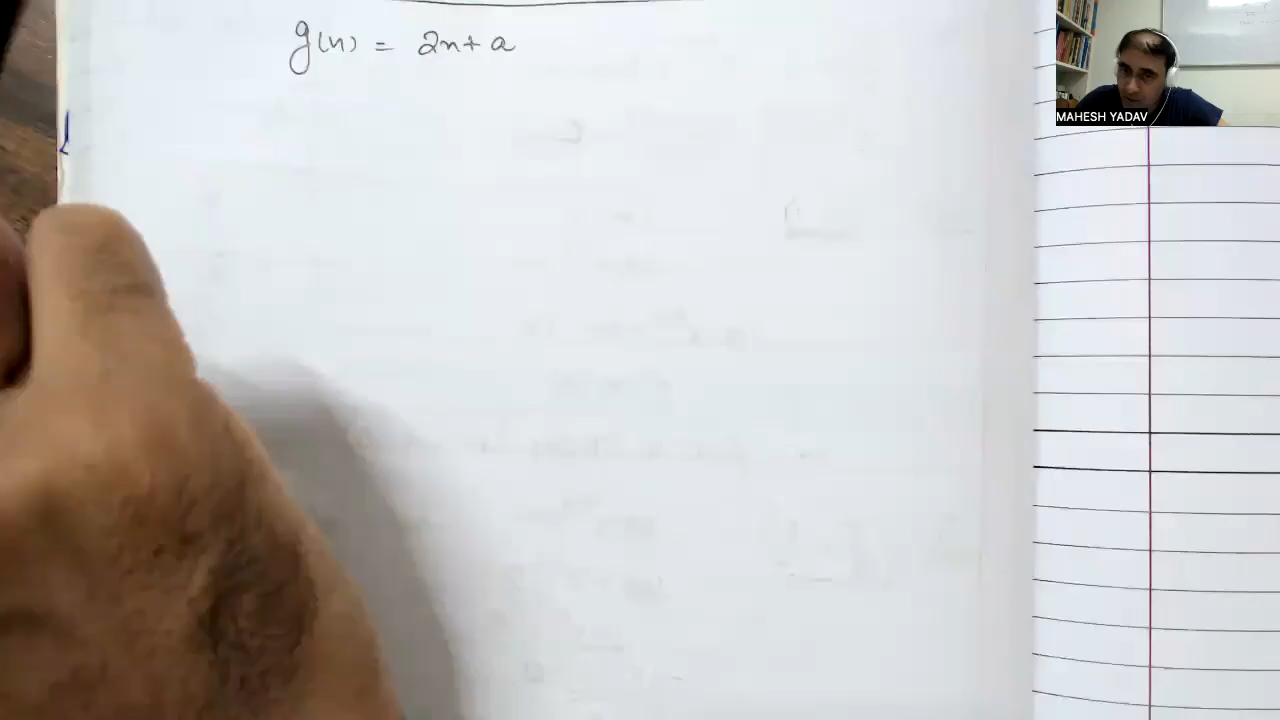 g(x) = 2x + a
MAHESH YADAV